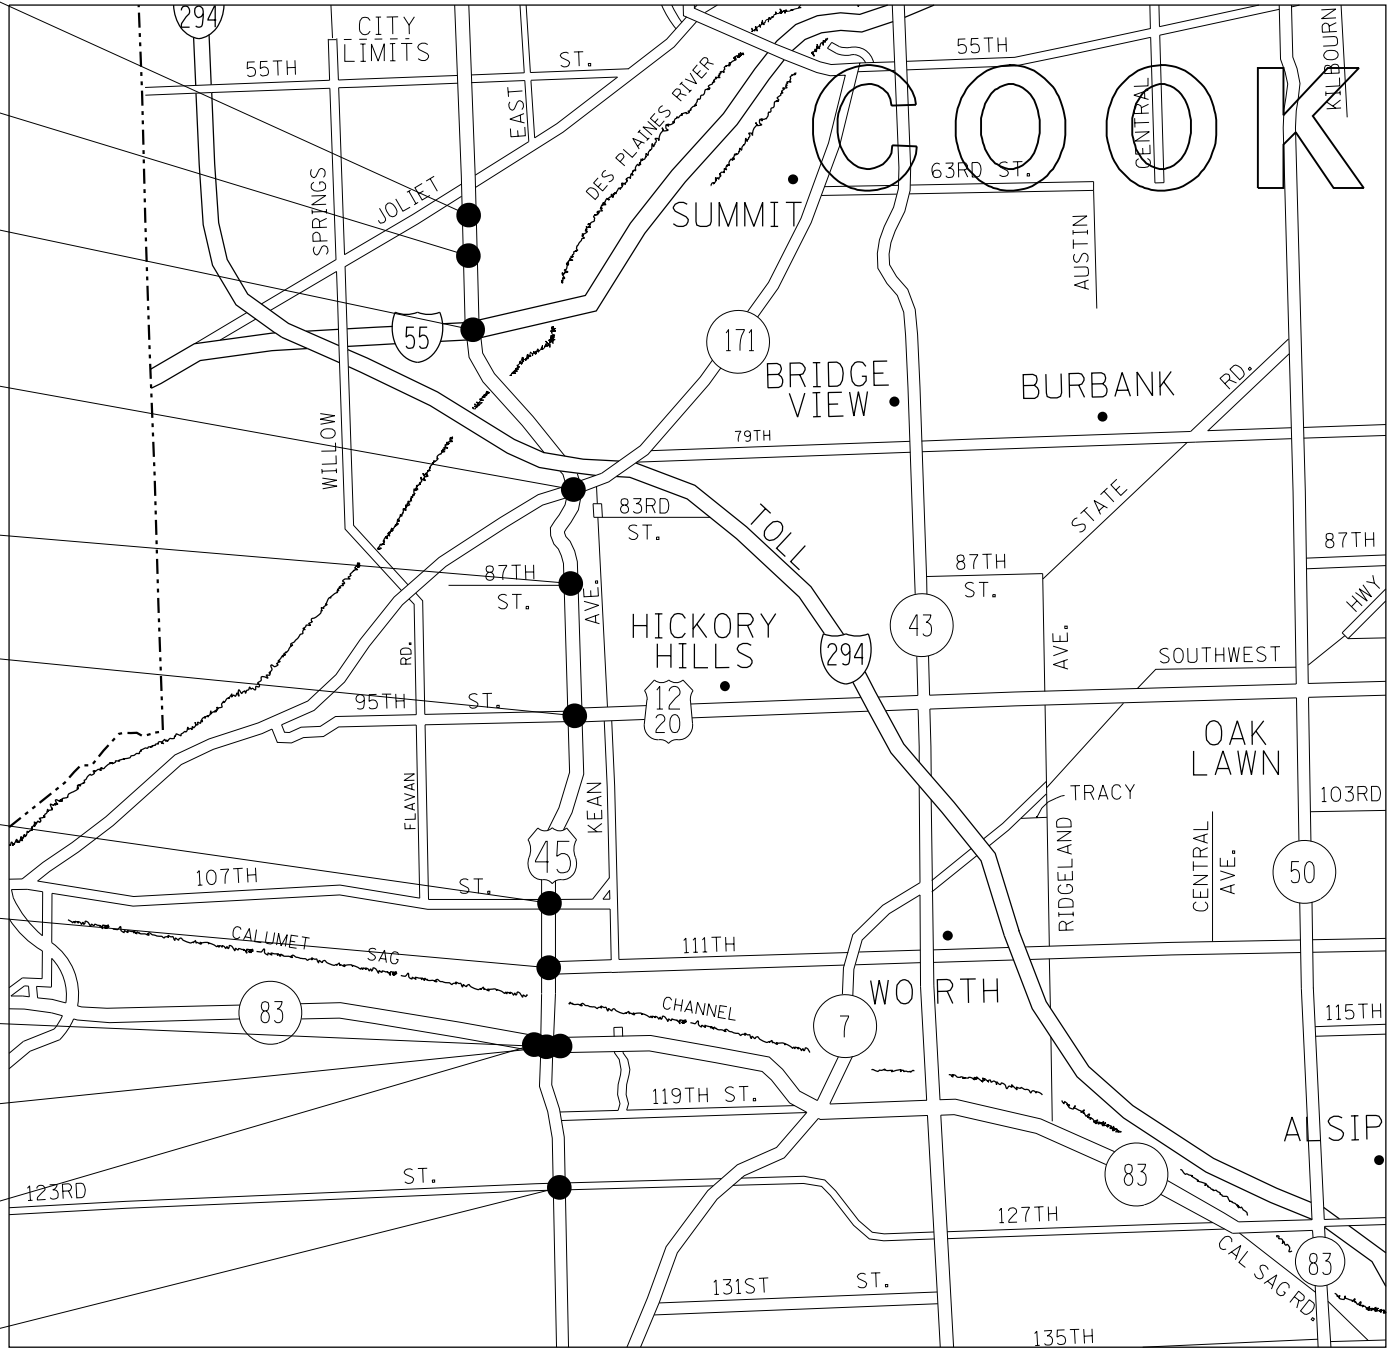 294
CITY
LIMITS
55TH
ST.
EAST
DES PLAINES RIVER
55TH
CENTRAL
KILBOURN
COOK
63RD ST.
SUMMIT
AUSTIN
SPRINGS
JOLIET
55
171
BRIDGE
VIEW
BURBANK
RD.
79TH
WILLOW
83RD
ST.
TOLL
STATE
87TH
ST.
AVE.
87TH
ST.
87TH
HWY
HICKORY
HILLS
43
294
AVE.
SOUTHWEST
RD.
95TH
ST.
12
20
OAK
LAWN
FLAVAN
KEAN
TRACY
103RD
45
RIDGELAND
CENTRAL
AVE.
50
107TH
ST.
CALUMET
SAG
111TH
WORTH
CHANNEL
83
7
115TH
119TH ST.
ALSIP
123RD
ST.
83
127TH
CAL SAG RD.
83
131ST
ST.
135TH